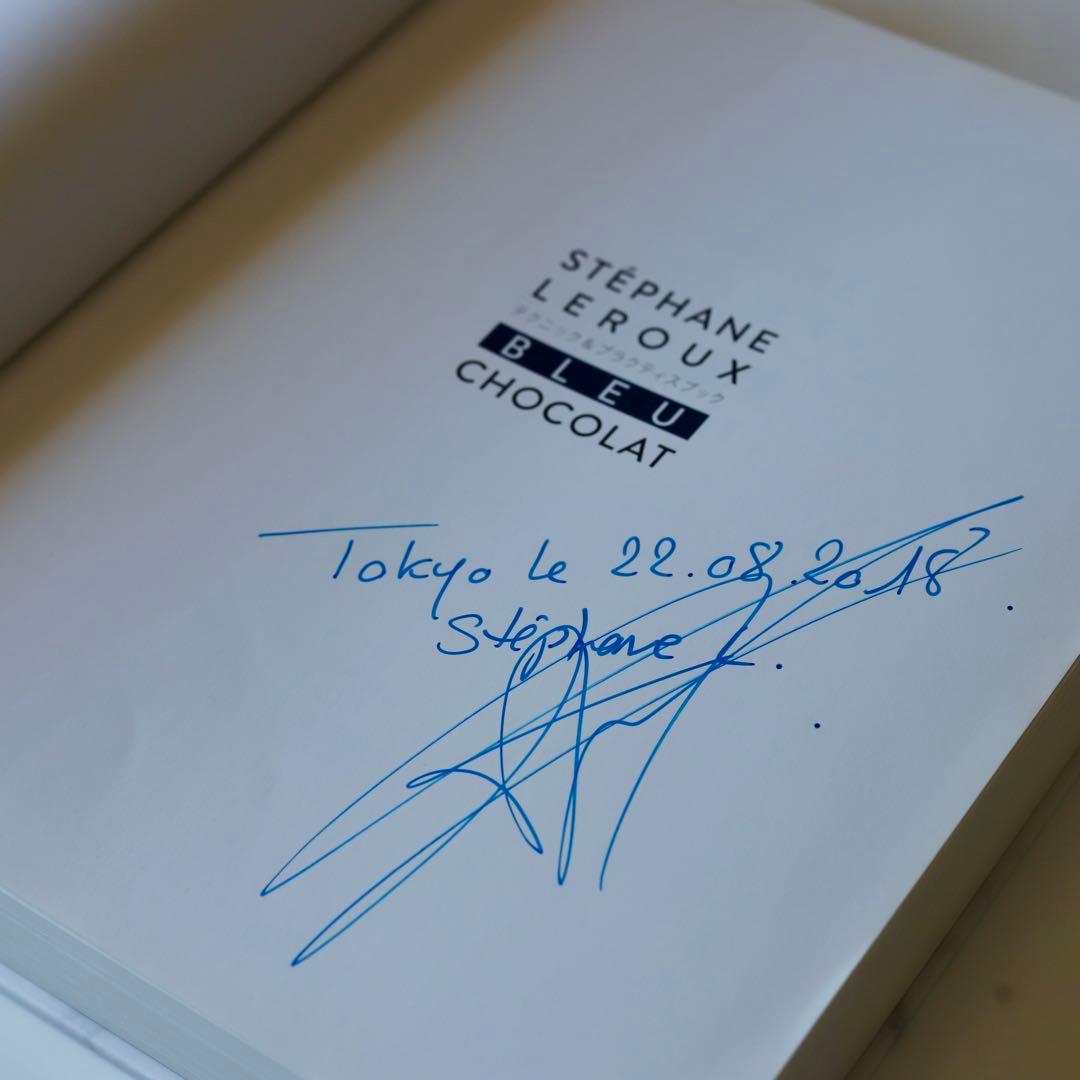 STÉPHANE
LEROUX
テクニック&プラクティスブック
BLEU
CHOCOLAT
Tokyo le 22.08.2018
Stéphane L.